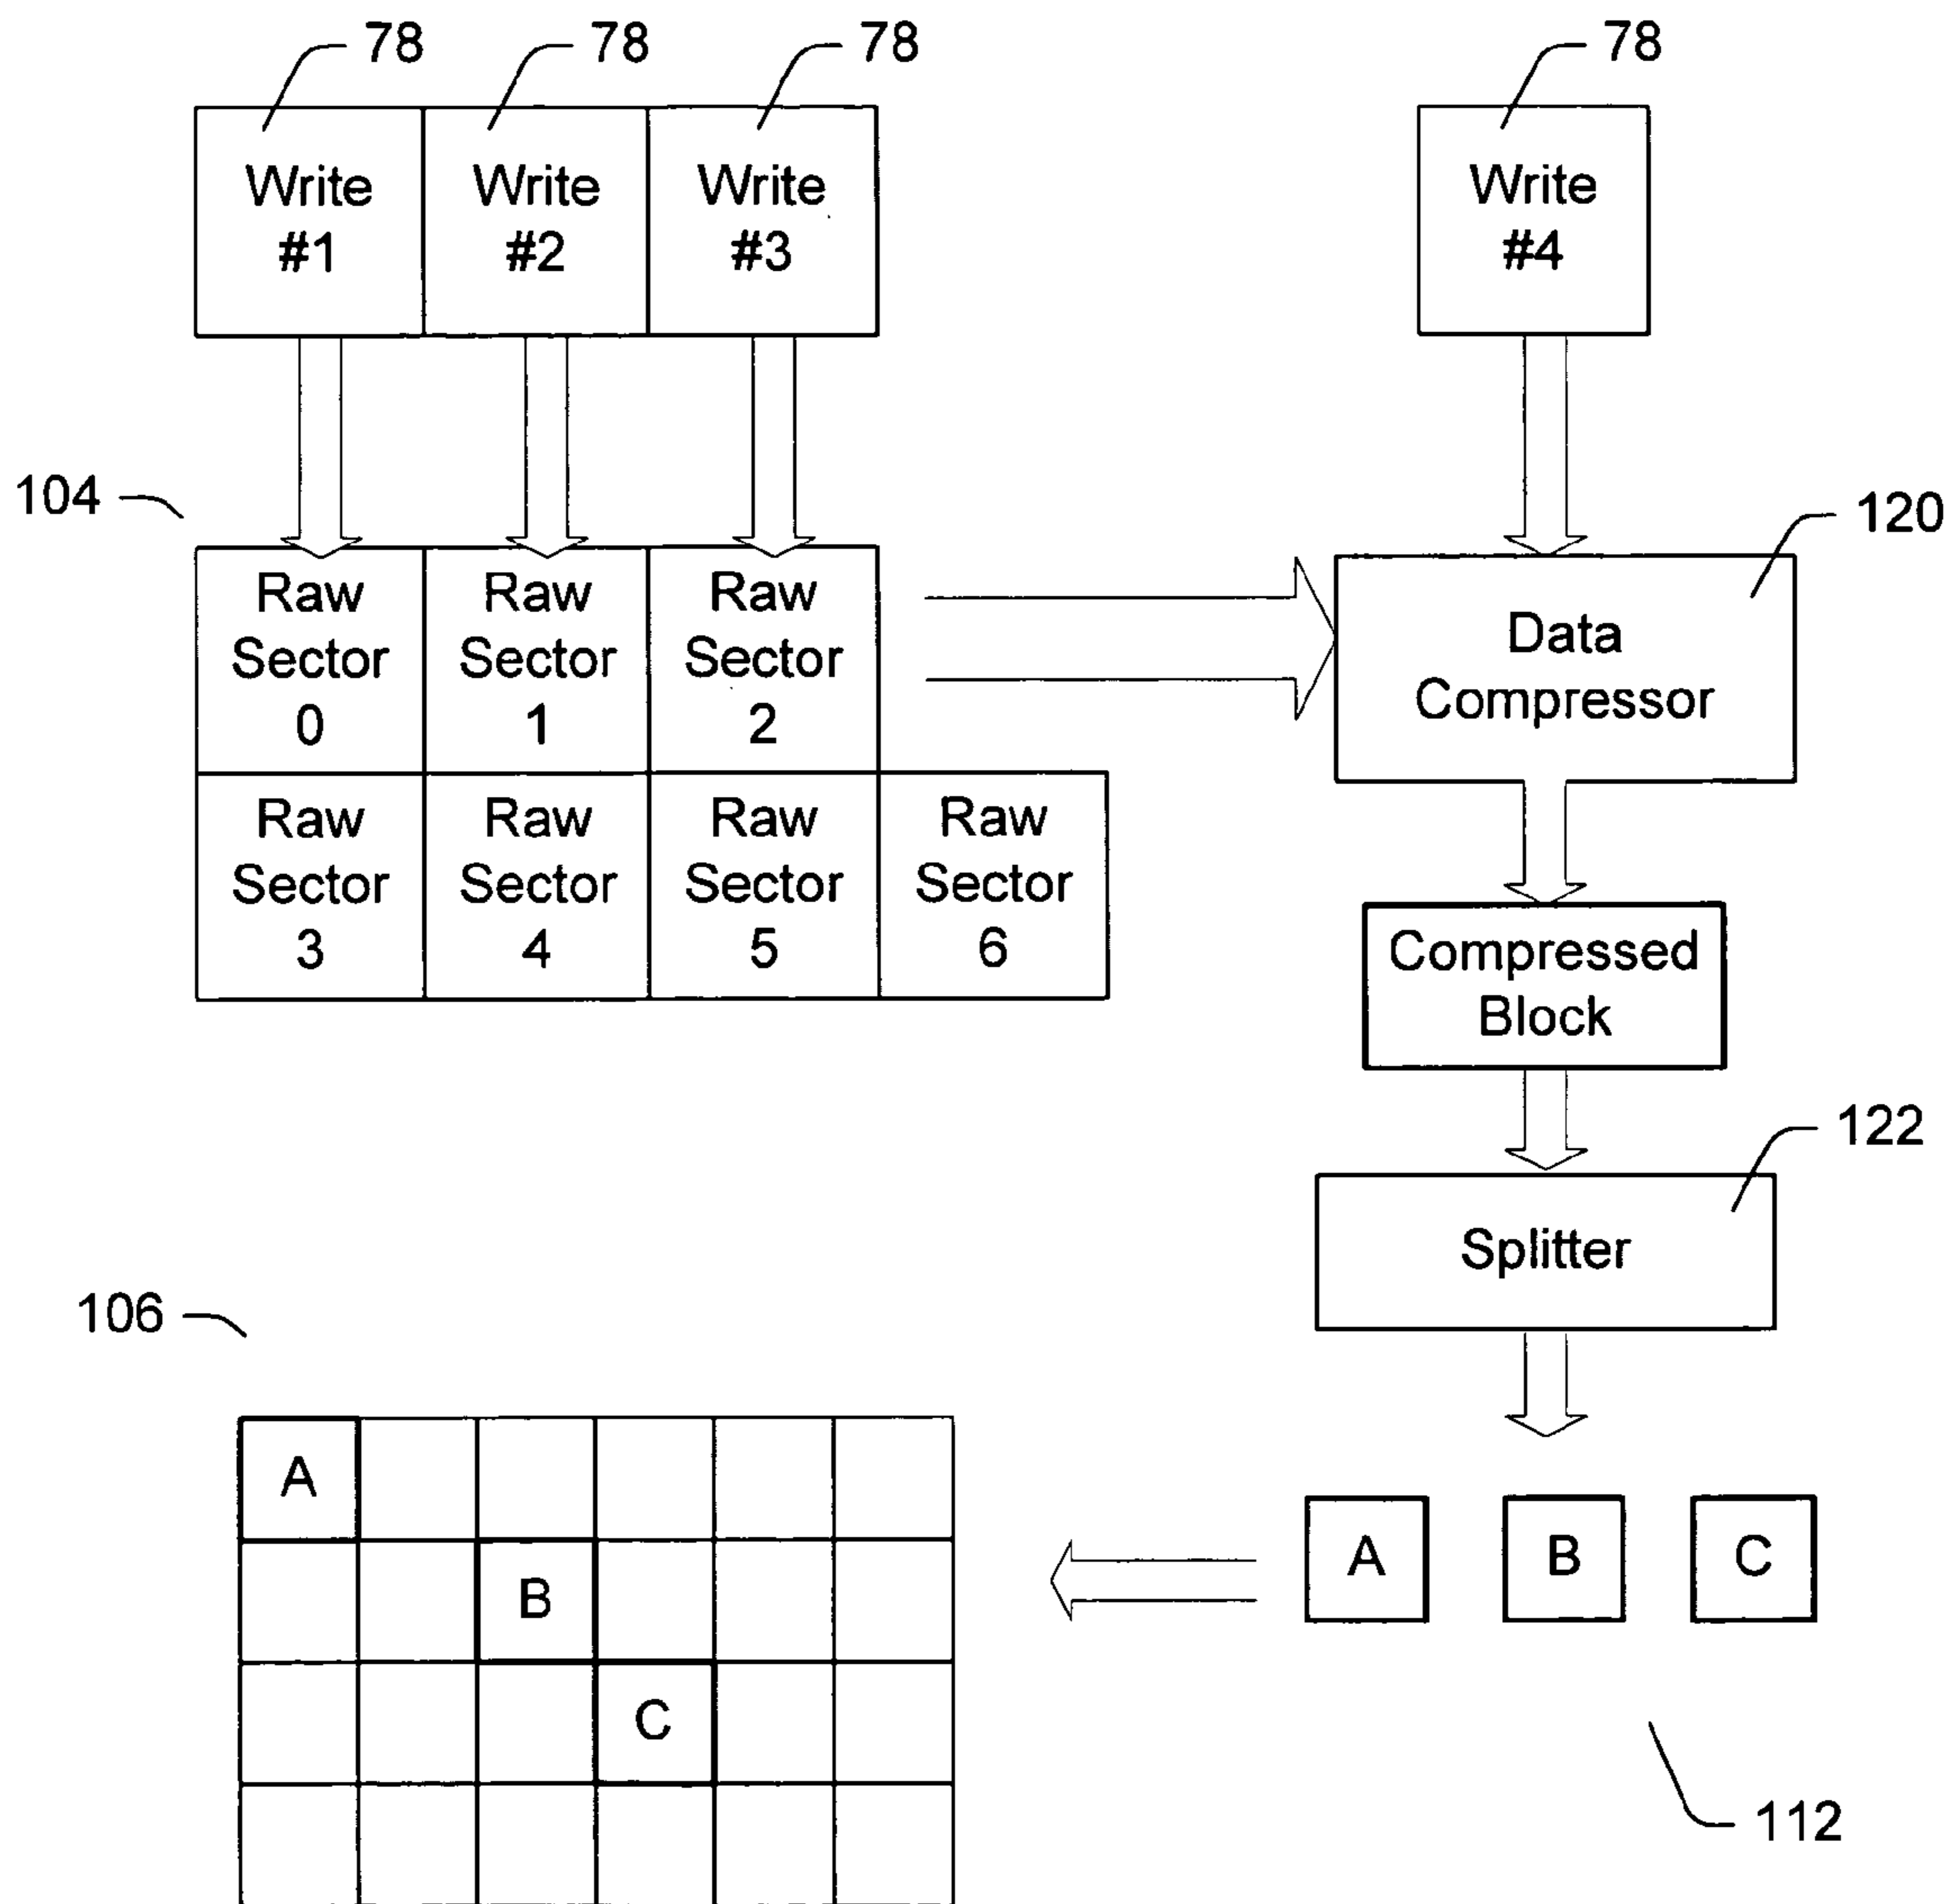 78 78 78 78
Write Write Write Write
#1 #2 #3 #4
104
120
Raw Raw Raw
Sector Sector Sector
0 1 2
Data
Compressor
Raw Raw Raw Raw
Sector Sector Sector Sector
3 4 5 6
Compressed
Block
122
Splitter
106
A
B
C
A B C
112